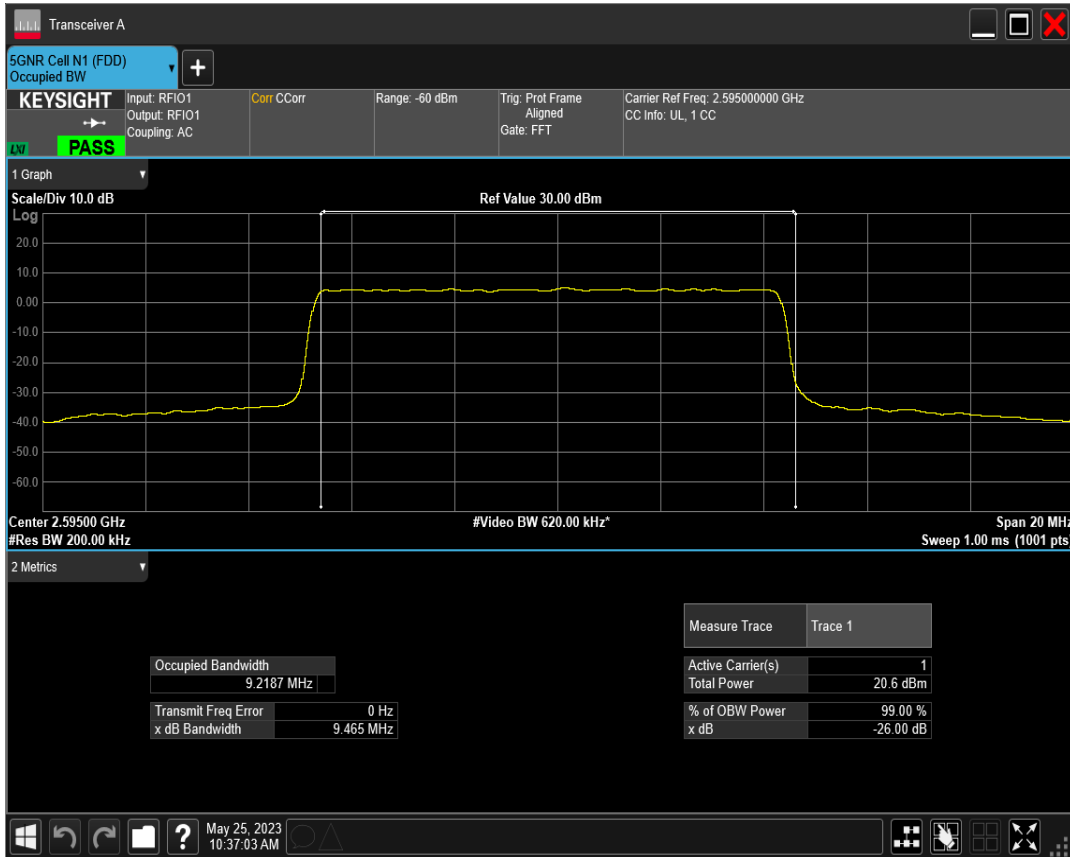 Transceiver A
5GNR Cell N1 (FDD)
Occupied BW
+
KEYSIGHT
LXI
PASS
Input: RFIO1
Output: RFIO1
Coupling: AC
Corr CCorr
Range: -60 dBm
Trig: Prot Frame
Aligned
Gate: FFT
Carrier Ref Freq: 2.595000000 GHz
CC Info: UL, 1 CC
1 Graph
Scale/Div 10.0 dB
Ref Value 30.00 dBm
Log
20.0
10.0
0.00
-10.0
-20.0
-30.0
-40.0
-50.0
-60.0
Center 2.59500 GHz
#Video BW 620.00 kHz*
Span 20 MHz
#Res BW 200.00 kHz
Sweep 1.00 ms (1001 pts)
2 Metrics
Measure Trace Trace 1
Occupied Bandwidth
9.2187 MHz
Active Carrier(s) 1
Total Power 20.6 dBm
Transmit Freq Error 0 Hz
x dB Bandwidth 9.465 MHz
% of OBW Power 99.00 %
x dB -26.00 dB
?
May 25, 2023
10:37:03 AM